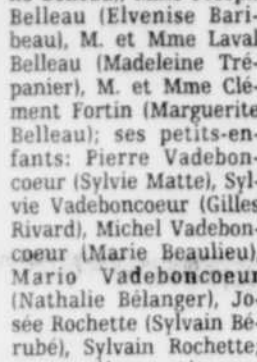 Belleau (Elvenise Bari-
beau), M. et Mme Laval
Belleau (Madeleine Tré-
panier), M. et Mme Clé-
ment Fortin (Marguerite
Belleau); ses petits-en-
fants: Pierre Vadebon-
coeur (Sylvie Matte), Syl-
vie Vadeboncoeur (Gilles
Rivard), Michel Vadebon-
coeur (Marie Beaulieu),
Mario Vadeboncoeur
(Nathalie Bélanger), Jo-
sée Rochette (Sylvain Bé-
rubé), Sylvain Rochette;